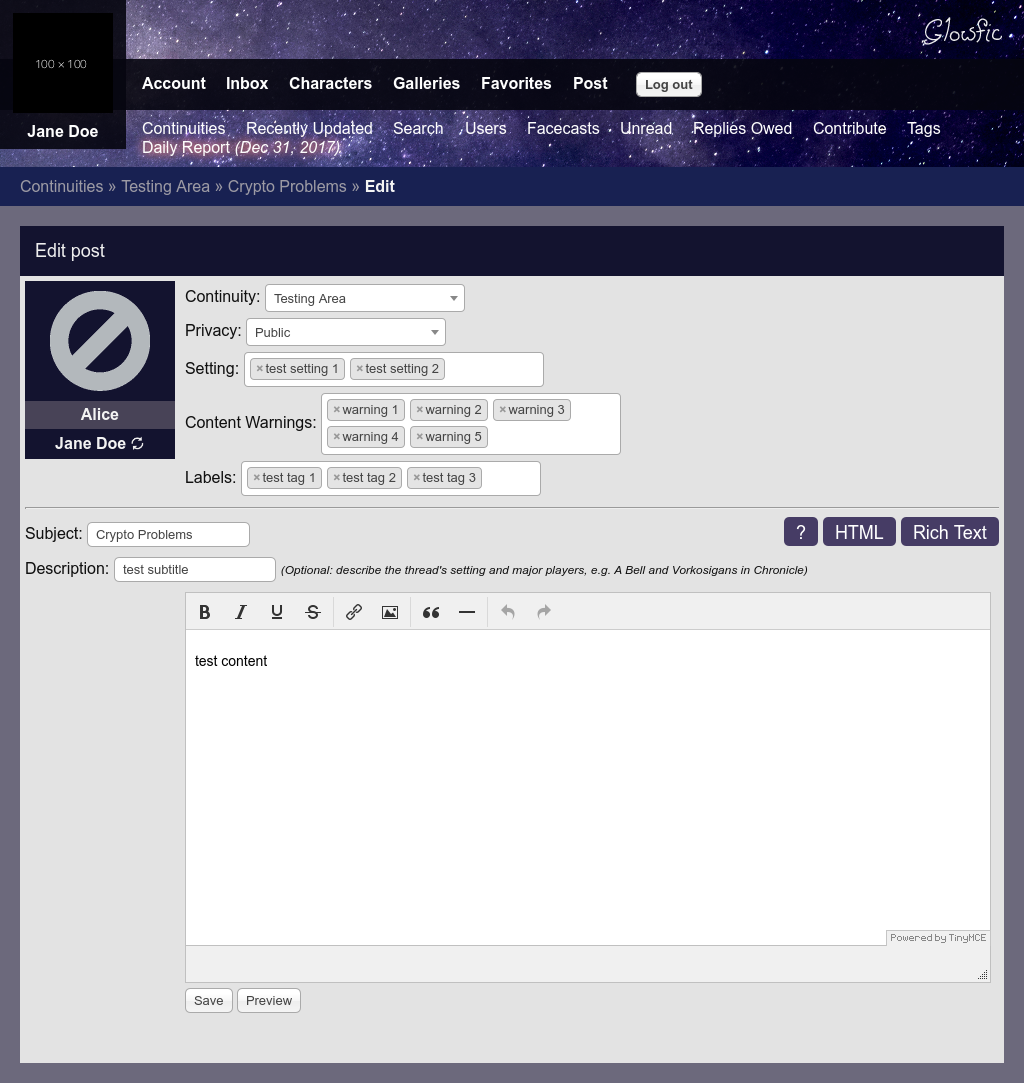 100 × 100
Glowfic
Account Inbox Characters Galleries Favorites Post Log out
Jane Doe
Continuities Recently Updated Search Users Facecasts Unread Replies Owed Contribute Tags
Daily Report (Dec 31, 2017)
Continuities » Testing Area » Crypto Problems » Edit
Edit post
Alice
Jane Doe
Continuity: Testing Area
Privacy: Public
Setting: ×test setting 1 ×test setting 2
Content Warnings: ×warning 1 ×warning 2 ×warning 3
×warning 4 ×warning 5
Labels: ×test tag 1 ×test tag 2 ×test tag 3
Subject: Crypto Problems ? HTML Rich Text
Description: test subtitle (Optional: describe the thread's setting and major players, e.g. A Bell and Vorkosigans in Chronicle)
B I U S
test content
Powered by TinyMCE
Save Preview